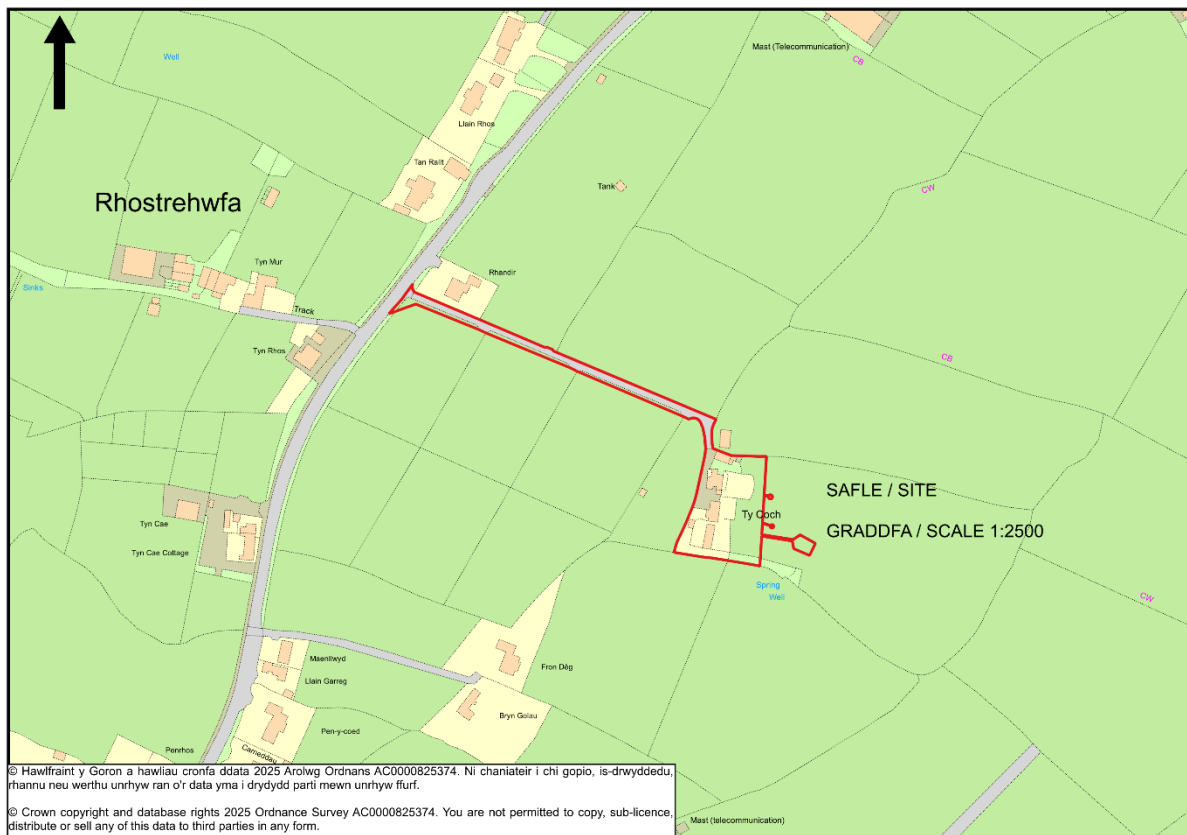 Mast (Telecommunication)
Well
CB
Llain Rhos
Tan Rallt
Tank
CW
Rhostrehwfa
Tyn Mur
Rhandir
Sinks
Track
Tyn Rhos
CB
SAFLE / SITE
Ty Coch
Tyn Cae
GRADDFA / SCALE 1:2500
Tyn Cae Cottage
Spring
Well
CW
Maenllwyd
Fron Dêg
Llain Garreg
Bryn Golau
Pen-y-coed
Penrhos
Carneddau
© Hawlfraint y Goron a hawliau cronfa ddata 2025 Arolwg Ordnans AC0000825374. Ni chaniateir i chi gopio, is-drwyddedu,
rhannu neu werthu unrhyw ran o'r data yma i drydydd parti mewn unrhyw ffurf.
© Crown copyright and database rights 2025 Ordnance Survey AC0000825374. You are not permitted to copy, sub-licence,
distribute or sell any of this data to third parties in any form.
Mast (telecommunication)